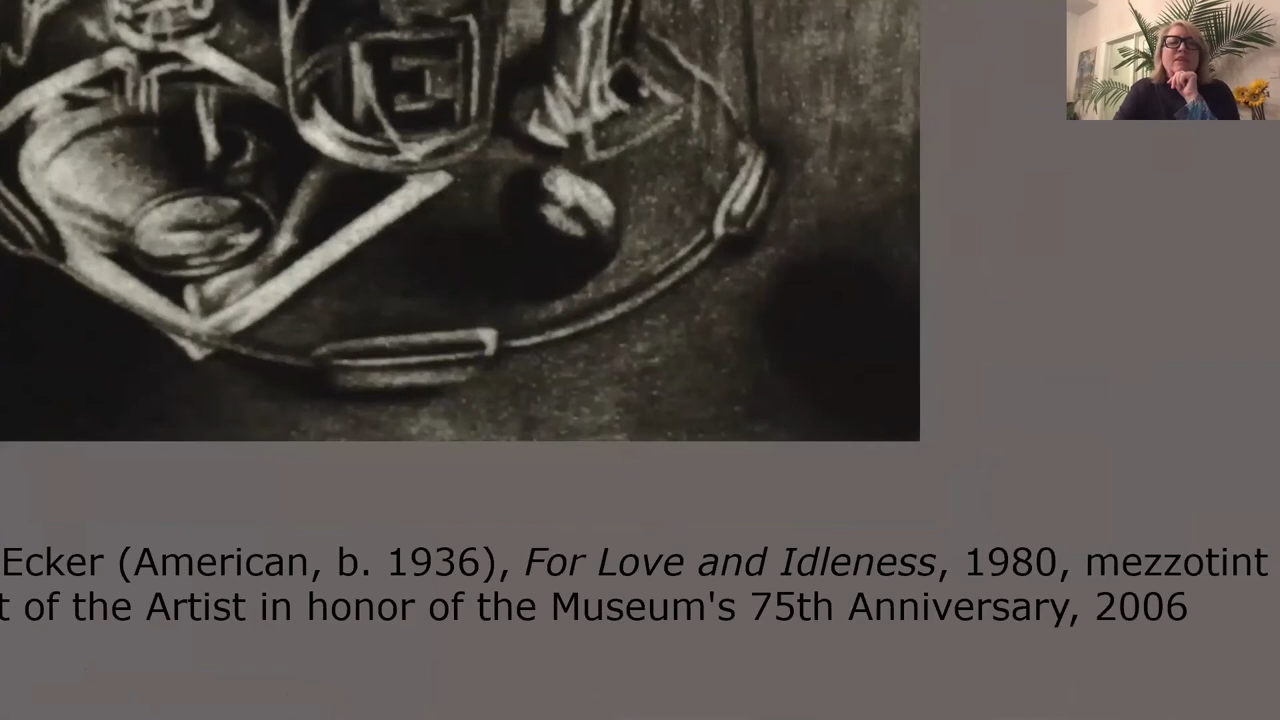 Ecker (American, b. 1936), For Love and Idleness, 1980, mezzotint
t of the Artist in honor of the Museum's 75th Anniversary, 2006